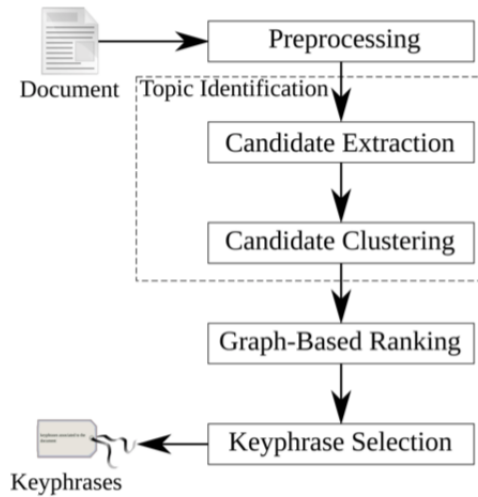 Preprocessing
Document
Topic Identification
Candidate Extraction
Candidate Clustering
Graph-Based Ranking
Keyphrase Selection
Keyphrases